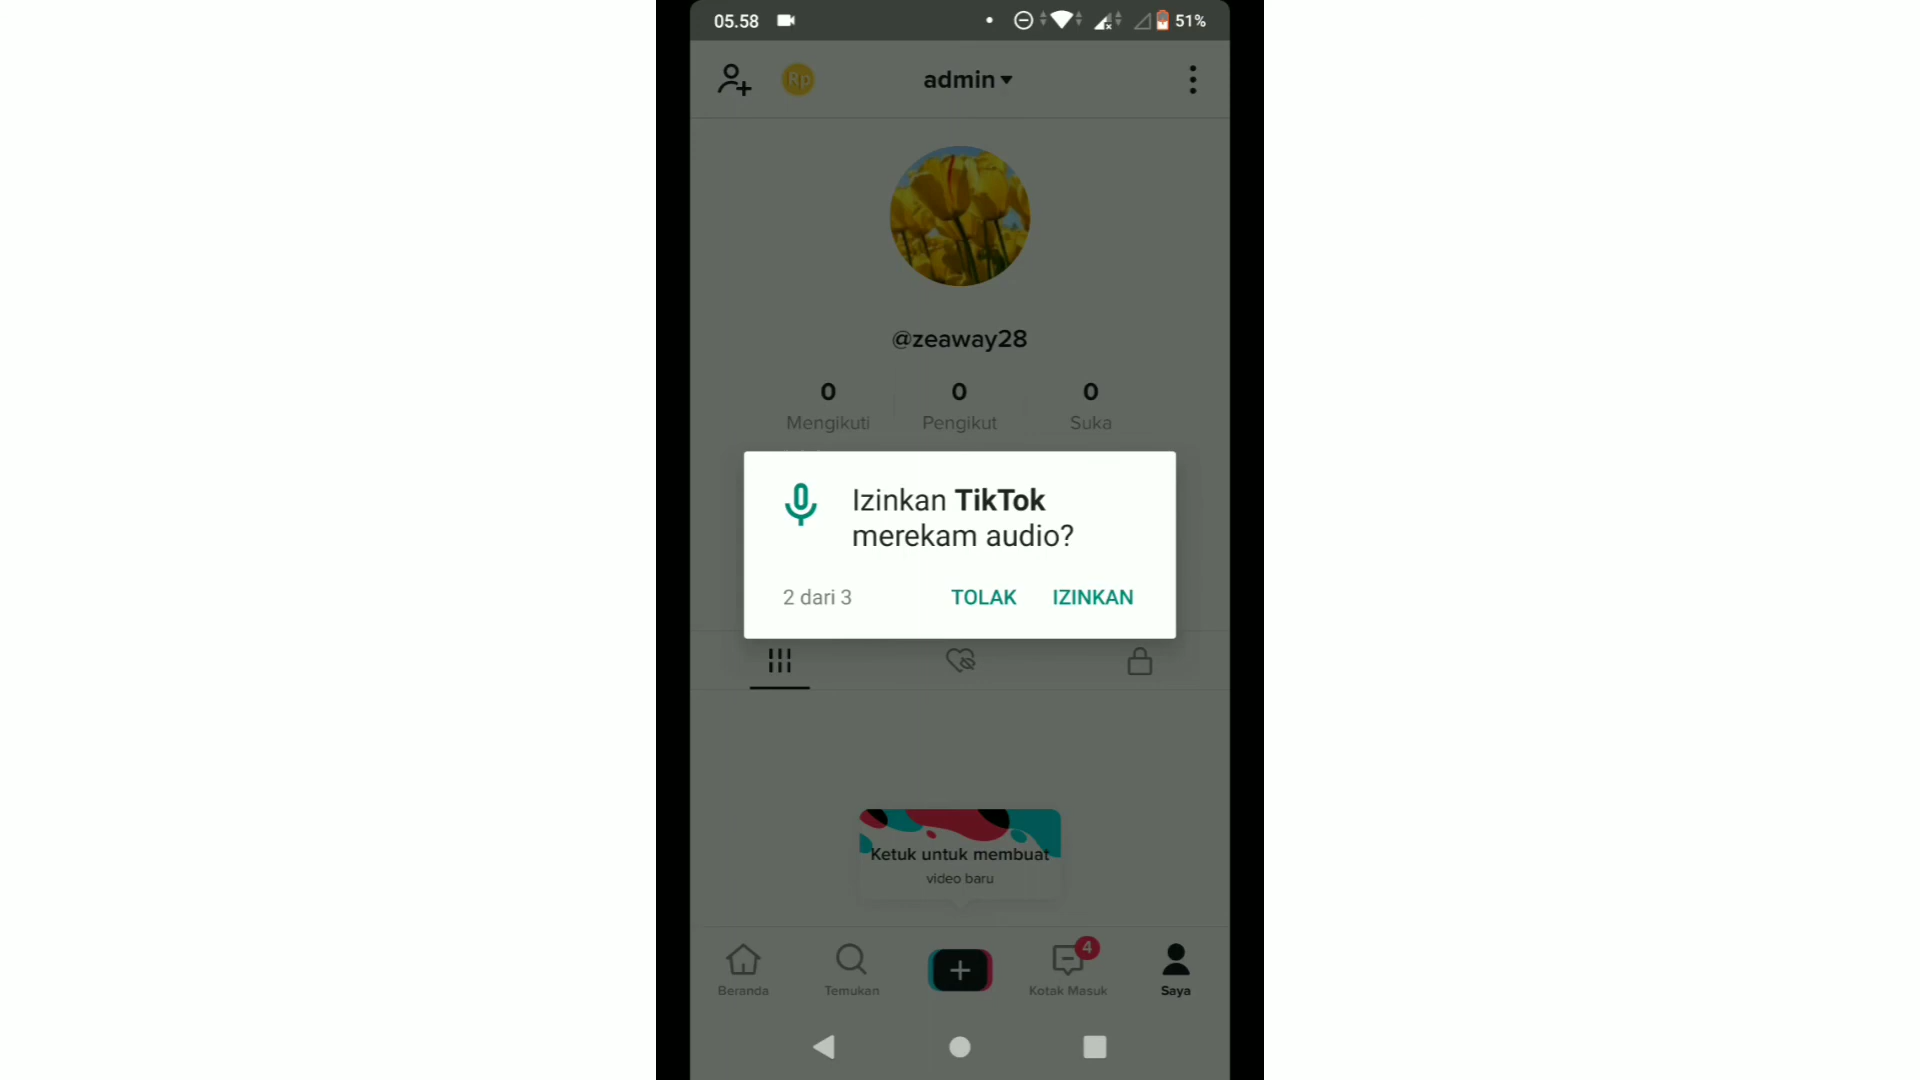 05.58
51%
Rp
admin
@zeaway28
0 0 0
Mengikuti Pengikut Suka
Izinkan TikTok
merekam audio?
2 dari 3 TOLAK IZINKAN
Ketuk untuk membuat
video baru
4
Beranda Temukan Kotak Masuk Saya